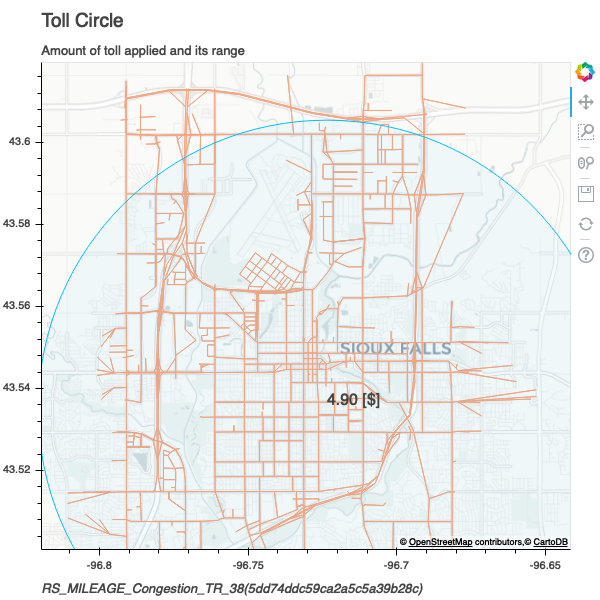 Toll Circle
Amount of toll applied and its range
43.6
43.58
43.56
SIOUX FALLS
43.54
4.90 [$]
43.52
© OpenStreetMap contributors,© CartoDB
-96.8
-96.75
-96.7
-96.65
RS_MILEAGE_Congestion_TR_38(5dd74ddc59ca2a5c5a39b28c)